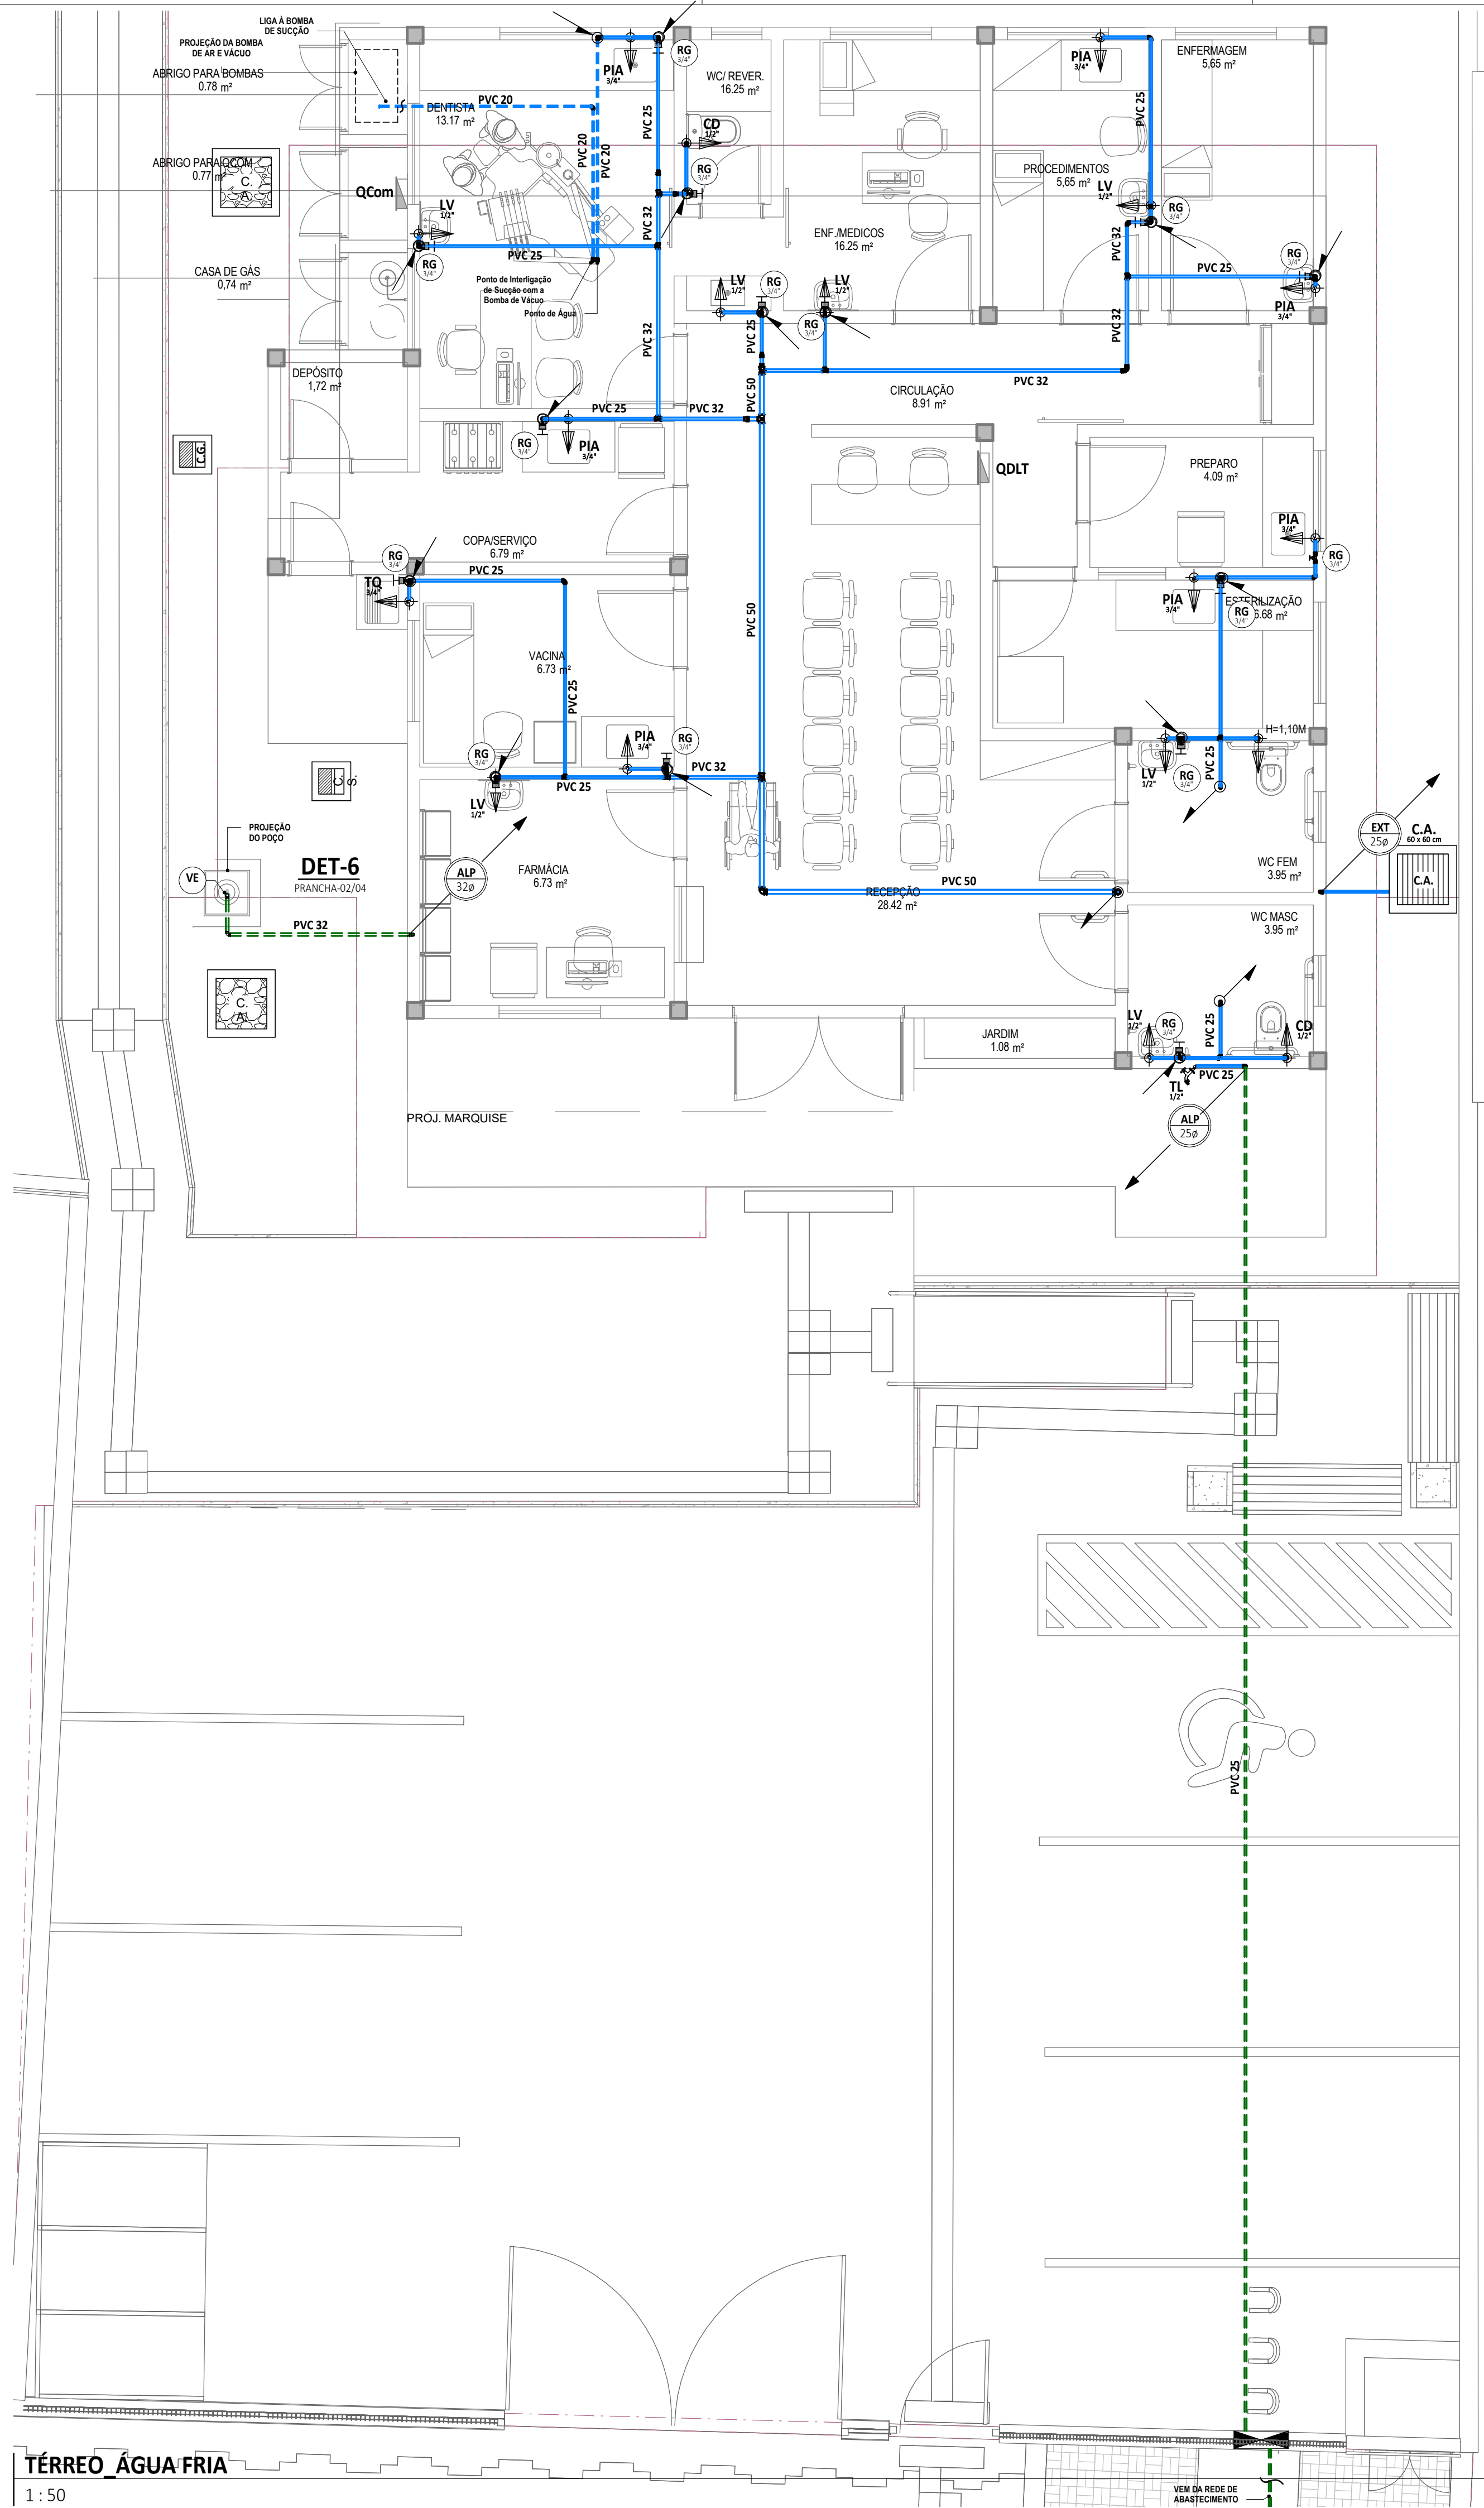 LIGA À BOMBA
DE SUCÇÃO
PROJEÇÃO DA BOMBA
DE AR E VÁCUO
ABRIGO PARA BOMBAS
0.78 m²
DENTISTA
13.17 m²
PVC 20
PVC 20
PVC 20
PIA
3/4"
RG
3/4"
PVC 25
WC/ REVER.
16.25 m²
CD
1/2"
RG
3/4"
PVC 32
PIA
3/4"
PVC 25
ENFERMAGEM
5,65 m²
PROCEDIMENTOS
5,65 m²
LV
1/2"
RG
3/4"
PVC 32
PVC 25
RG
3/4"
PIA
3/4"
PVC 32
ABRIGO PARA QCOM
0.77 m²
C.
A.
QCom
LV
1/2"
RG
3/4"
PVC 25
ENF./MEDICOS
16.25 m²
CASA DE GÁS
0,74 m²
Ponto de Interligação
de Sucção com a
Bomba de Vácuo
Ponto de Água
LV
1/2"
RG
3/4"
LV
1/2"
RG
3/4"
PVC 32
PVC 25
PVC 50
PVC 32
DEPÓSITO
1,72 m²
CIRCULAÇÃO
8.91 m²
PVC 25
PVC 32
RG
3/4"
PIA
3/4"
C.G.
QDLT
PREPARO
4.09 m²
PIA
3/4"
RG
3/4"
COPA/SERVIÇO
6.79 m²
RG
3/4"
TQ
3/4"
PVC 25
PIA
3/4"
ESTERILIZAÇÃO
6.68 m²
RG
3/4"
PVC 50
VACINA
6.73 m²
PVC 25
PIA
3/4"
RG
3/4"
RG
3/4"
PVC 32
PVC 25
LV
1/2"
H=1,10M
LV
1/2"
RG
3/4"
PVC 25
C.
S.
PROJEÇÃO
DO POÇO
DET-6
PRANCHA-02/04
VE
PVC 32
ALP
32ø
FARMÁCIA
6.73 m²
PVC 50
RECEPÇÃO
28.42 m²
WC FEM
3.95 m²
EXT
25ø
C.A.
60 x 60 cm
C.A.
WC MASC
3.95 m²
C.
A.
LV
1/2"
RG
3/4"
PVC 25
CD
1/2"
JARDIM
1.08 m²
PVC 25
TL
1/2"
ALP
25ø
PROJ. MARQUISE
PVC 25
TÉRREO_ÁGUA FRIA
1 : 50
VEM DA REDE DE
ABASTECIMENTO